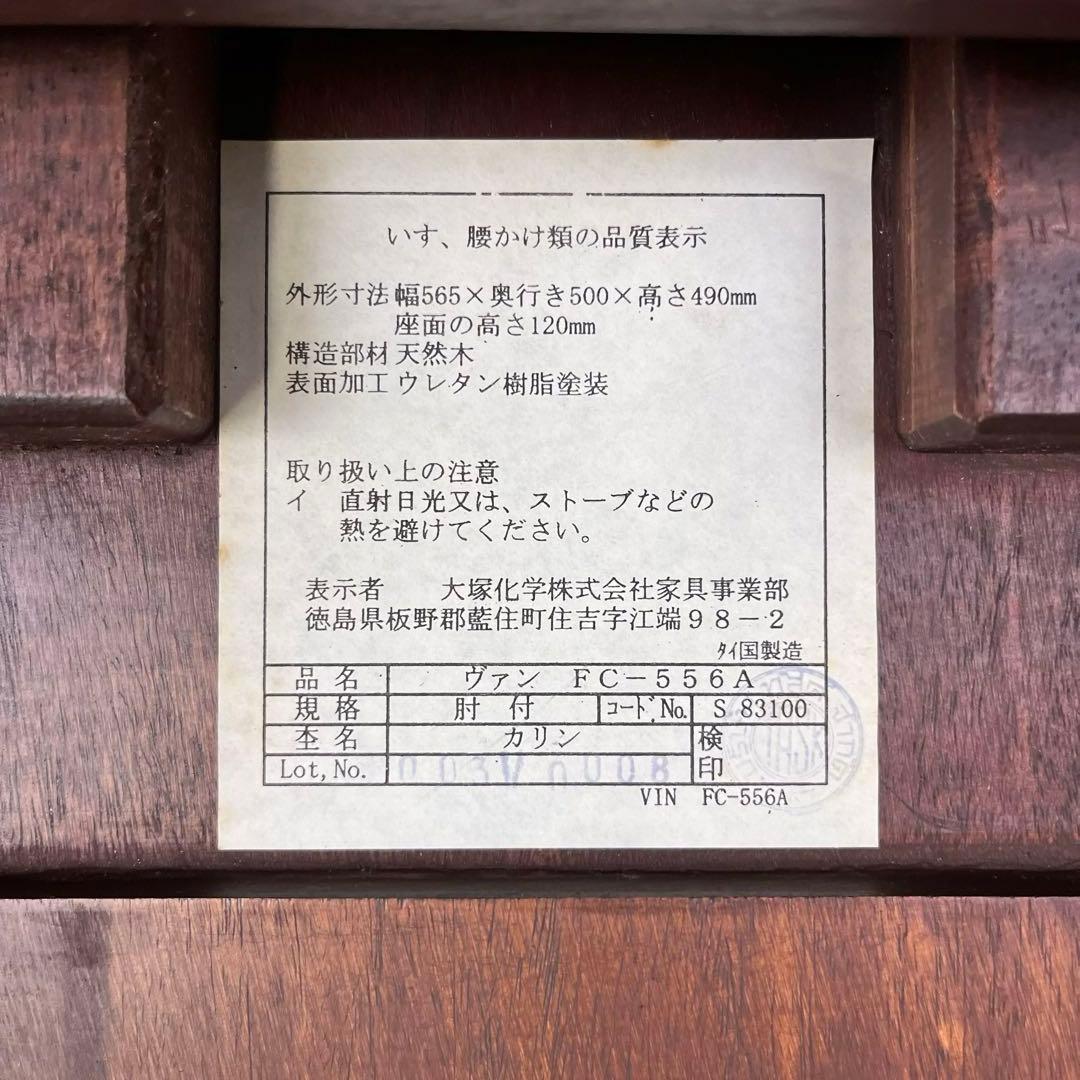 いす、腰かけ類の品質表示
外形寸法 幅565×奥行き500×高さ490mm
座面の高さ120mm
構造部材 天然木
表面加工 ウレタン樹脂塗装
取り扱い上の注意
イ 直射日光又は、ストーブなどの
熱を避けてください。
表示者 大塚化学株式会社家具事業部
徳島県板野郡藍住町住吉字江端98-2
タイ国製造
品名 ヴァン FC-556A
規格 肘付 コードNo. S 83100
杢名 カリン 検
Lot,No. 003V0008 印
VIN FC-556A